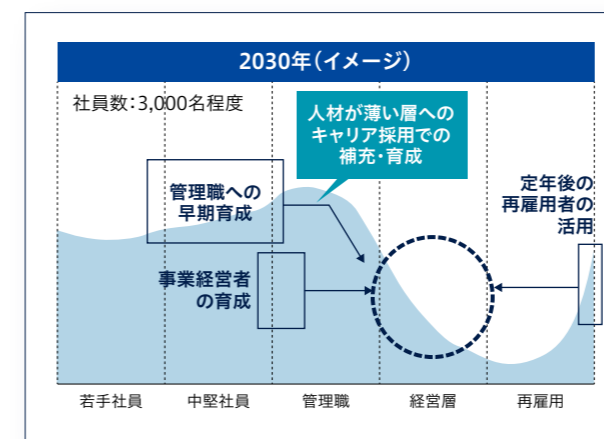 2030年（イメージ）
社員数：3,000名程度
人材が薄い層への
キャリア採用での
補充・育成
管理職への
早期育成
定年後の
再雇用者の
活用
事業経営者
の育成
若手社員
中堅社員
管理職
経営層
再雇用